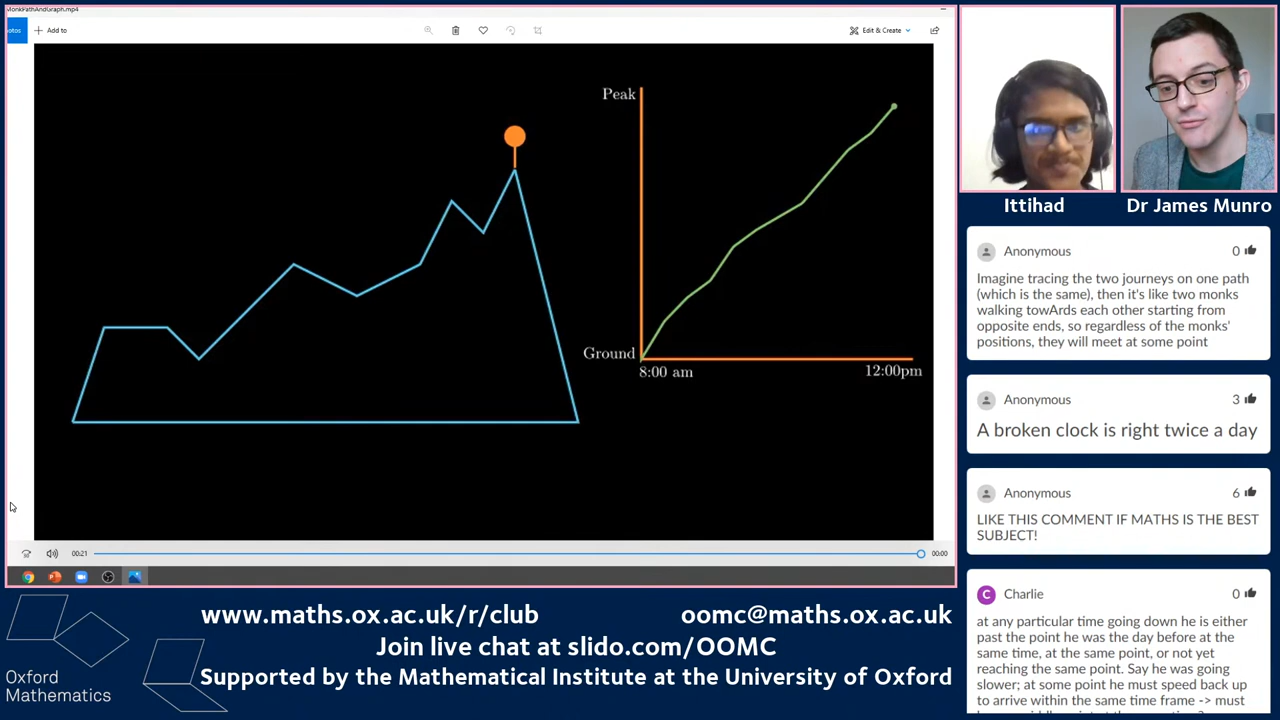 MonkPathAndGraph.mp4
otos
Add to
Edit & Create
Peak
Ground
8:00 am
12:00pm
00:21
00:00
Ittihad
Dr James Munro
Anonymous
0
Imagine tracing the two journeys on one path
(which is the same), then it's like two monks
walking towArds each other starting from
opposite ends, so regardless of the monks'
positions, they will meet at some point
Anonymous
3
A broken clock is right twice a day
Anonymous
6
LIKE THIS COMMENT IF MATHS IS THE BEST
SUBJECT!
C
Charlie
0
at any particular time going down he is either
past the point he was the day before at the
same time, at the same point, or not yet
reaching the same point. Say he was going
slower; at some point he must speed back up
to arrive within the same time frame -> must
www.maths.ox.ac.uk/r/club
oomc@maths.ox.ac.uk
Join live chat at slido.com/OOMC
Supported by the Mathematical Institute at the University of Oxford
Oxford
Mathematics